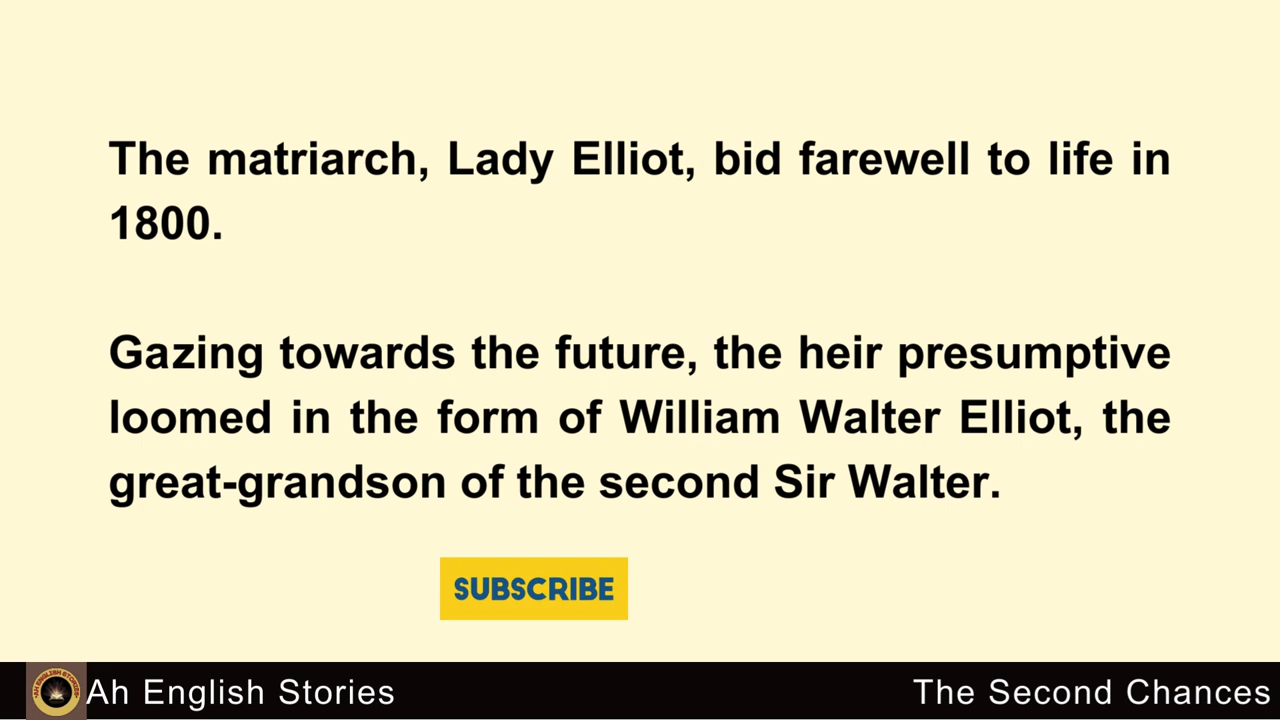 The matriarch, Lady Elliot, bid farewell to life in
1800.
Gazing towards the future, the heir presumptive
loomed in the form of William Walter Elliot, the
great-grandson of the second Sir Walter.
SUBSCRIBE
Ah English Stories
The Second Chances